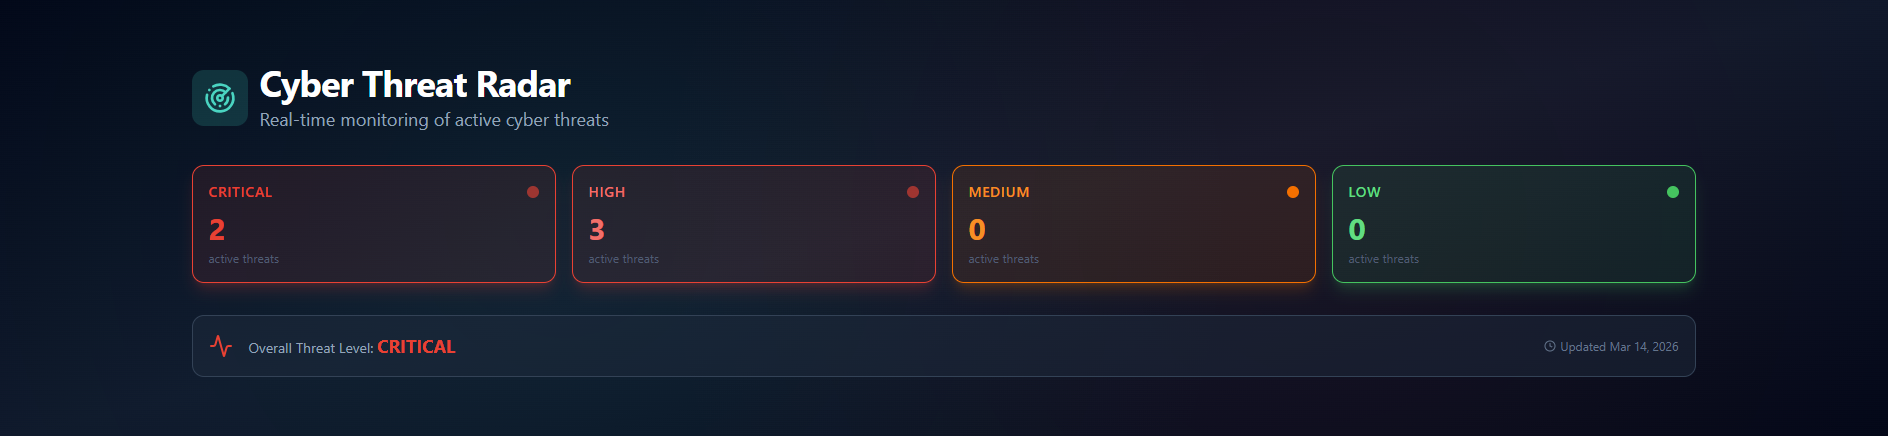 Cyber Threat Radar
Real-time monitoring of active cyber threats
CRITICAL
2
active threats
HIGH
3
active threats
MEDIUM
0
active threats
LOW
0
active threats
Overall Threat Level: CRITICAL
Updated Mar 14, 2026